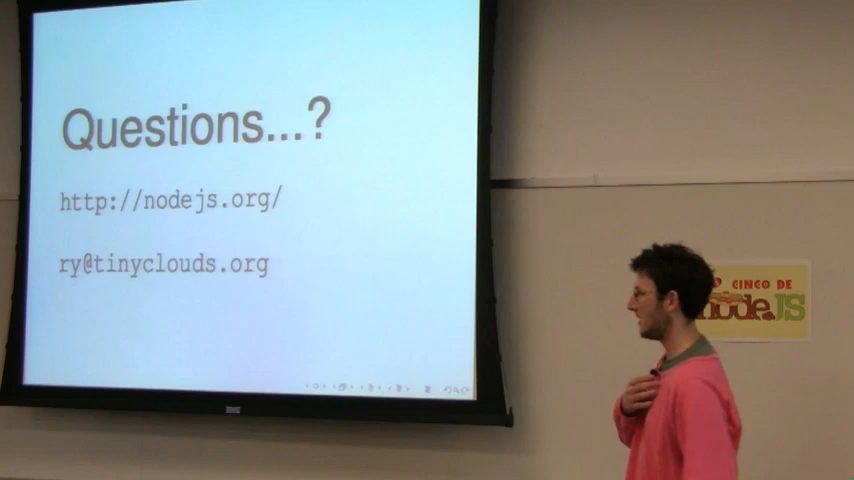 Questions...?
http://nodejs.org/
ry@tinyclouds.org
CINCO DE
nodeJS